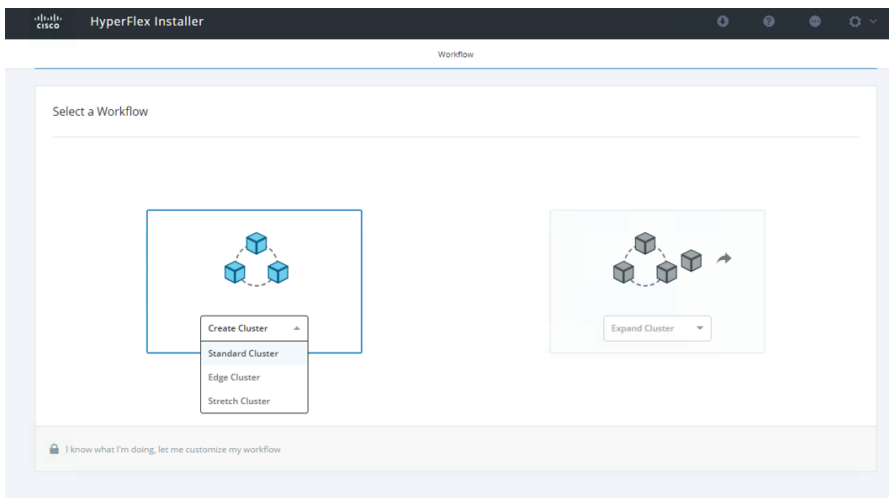 CISCO
HyperFlex Installer
Workflow
Select a Workflow
Create Cluster
Standard Cluster
Edge Cluster
Stretch Cluster
Expand Cluster
I know what I'm doing, let me customize my workflow